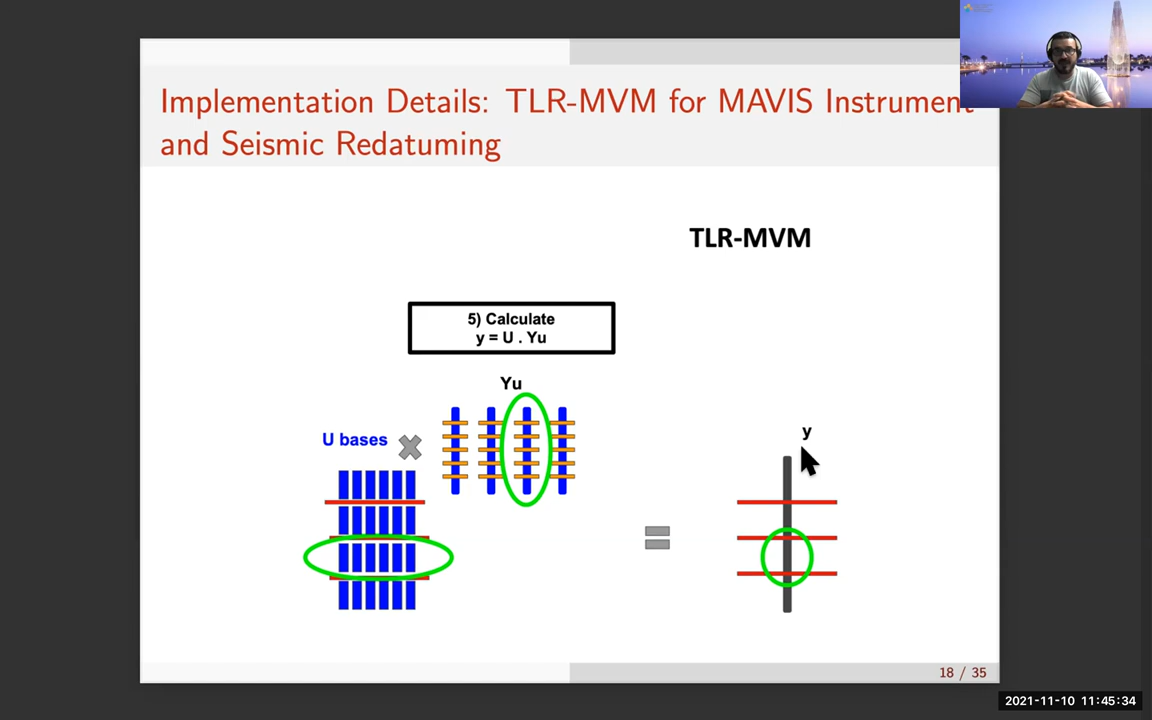 Implementation Details: TLR-MVM for MAVIS Instrument
and Seismic Redatuming
TLR-MVM
5) Calculate
y = U . Yu
Yu
U bases
y
18 / 35
2021-11-10 11:45:34